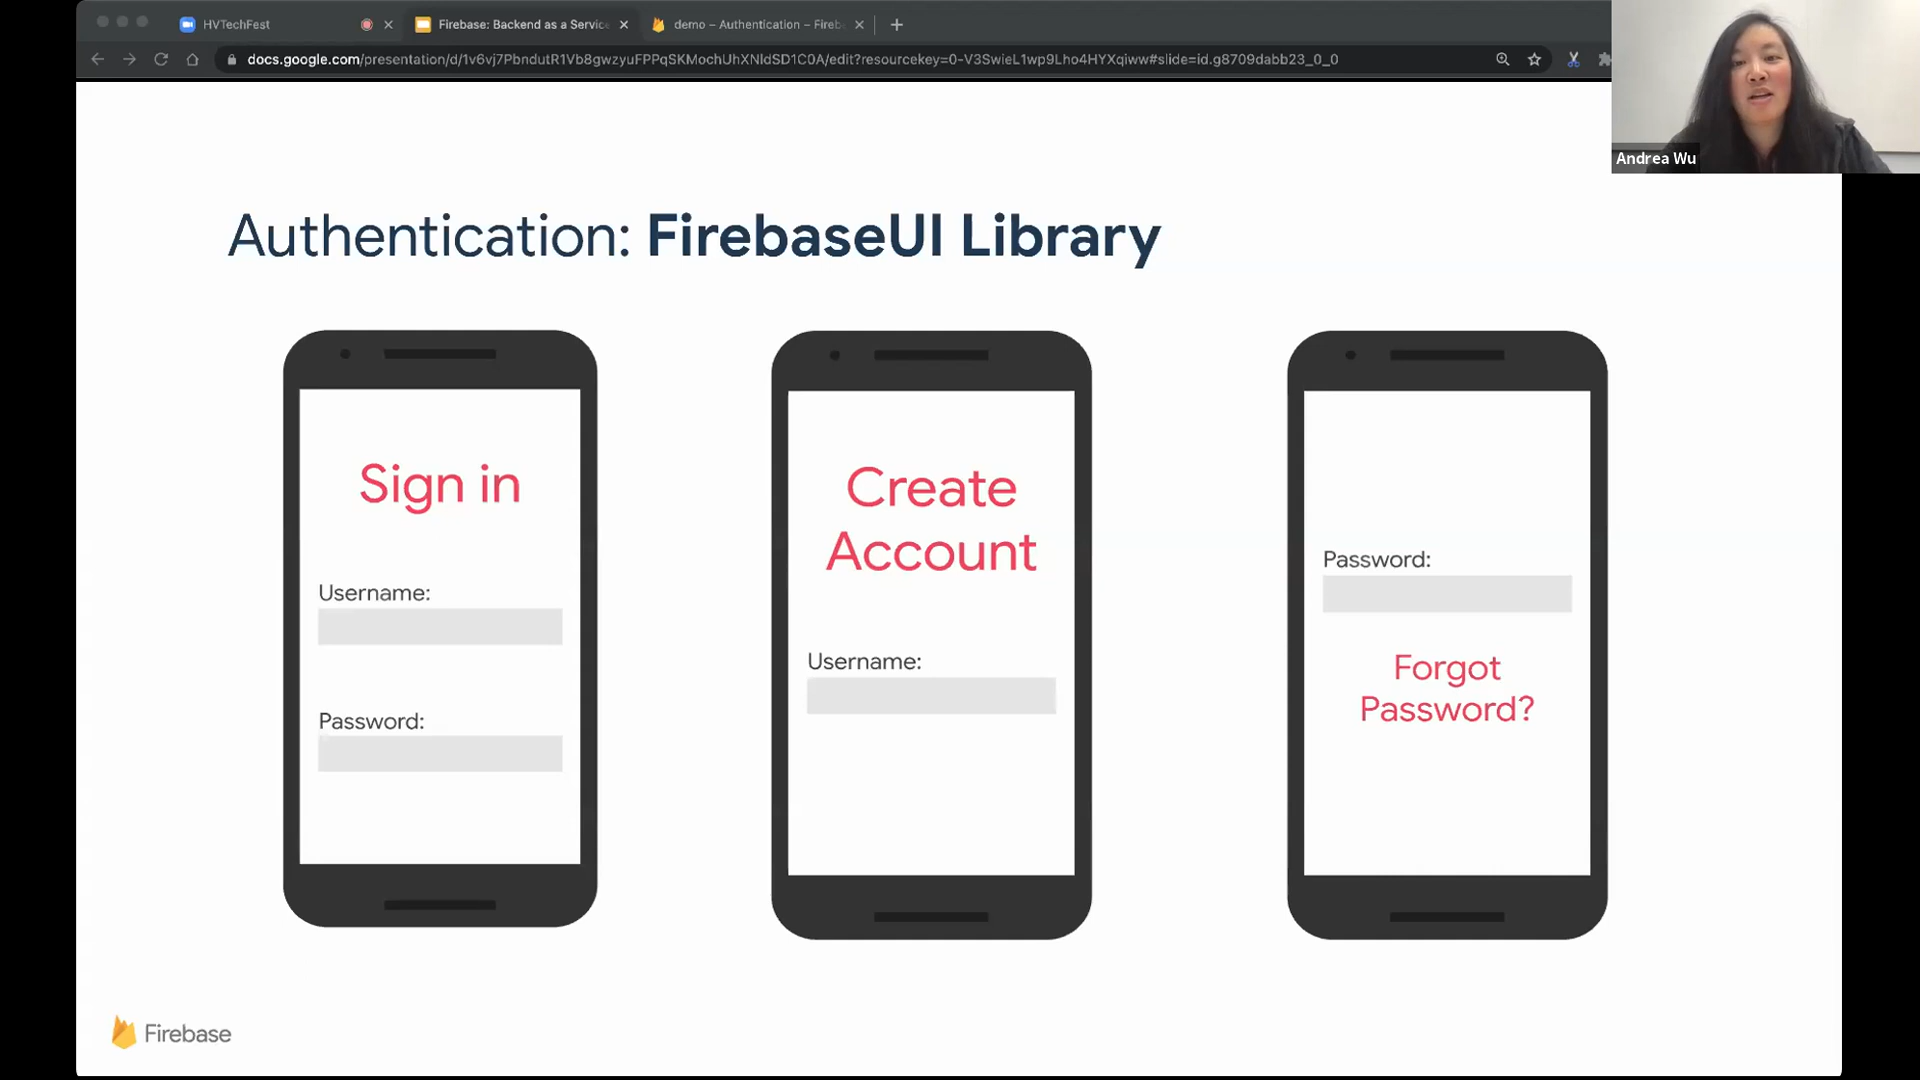 HVTechFest
Firebase: Backend as a Servic
demo – Authentication – Fireb
docs.google.com/presentation/d/1v6vj7PbndutR1Vb8gwzyuFPPqSKMochUhXNldSD1C0A/edit?resourcekey=0-V3SwieL1wp9Lho4HYXqiww#slide=id.g8709dabb23_0_0
Andrea Wu
Authentication: FirebaseUI Library
Sign in
Username:
Password:
Create
Account
Username:
Password:
Forgot
Password?
Firebase